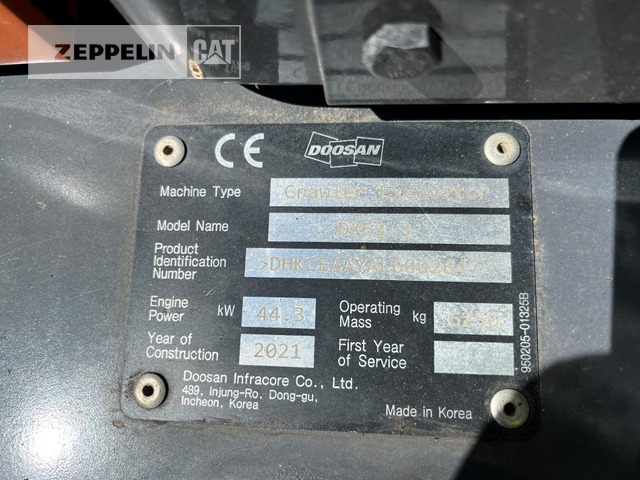 ZEPPELIN CAT
CE DOOSAN
Machine Type Crawler Excavator
Model Name
Product
Identification
Number
Engine
Power kW 44.3
Operating
Mass kg
Year of
Construction 2021
First Year
of Service
Doosan Infracore Co., Ltd.
489, Injung-Ro, Dong-gu,
Incheon, Korea
Made in Korea
950205-01325B